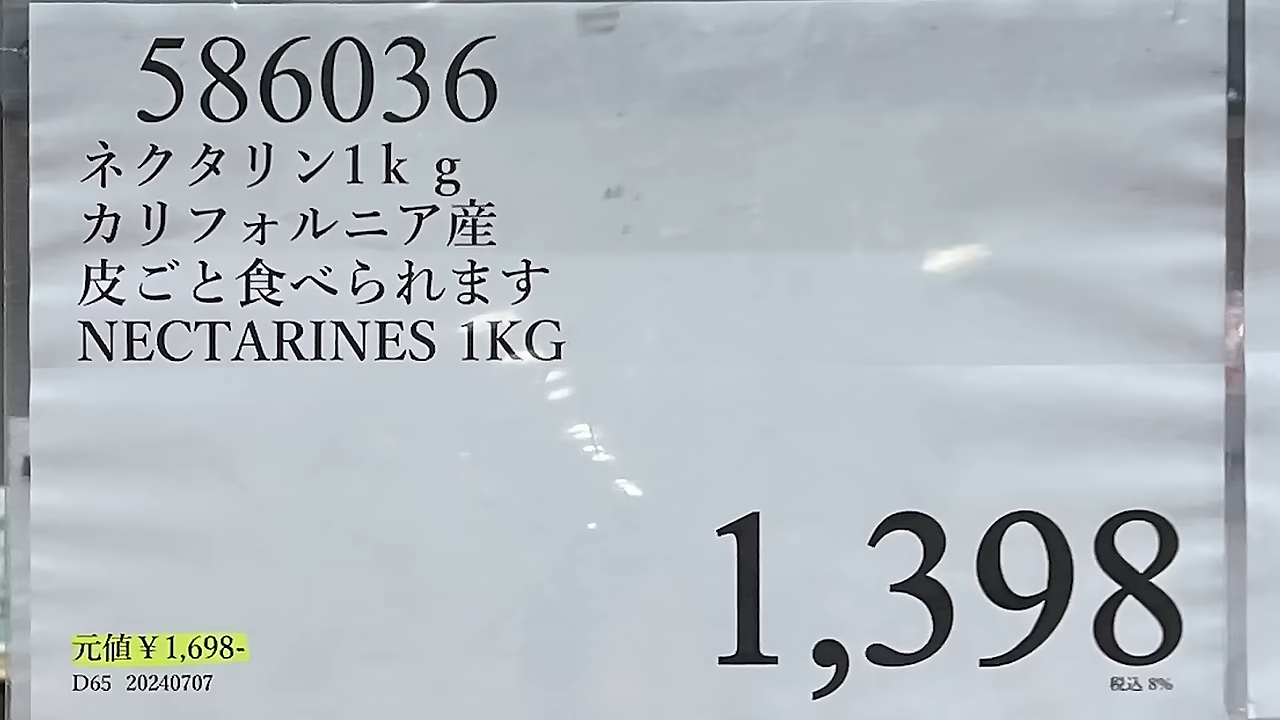 586036
ネクタリン1kg
カリフォルニア産
皮ごと食べられます
NECTARINES 1KG
1,398
税込 8%
元値￥1,698-
D65 20240707